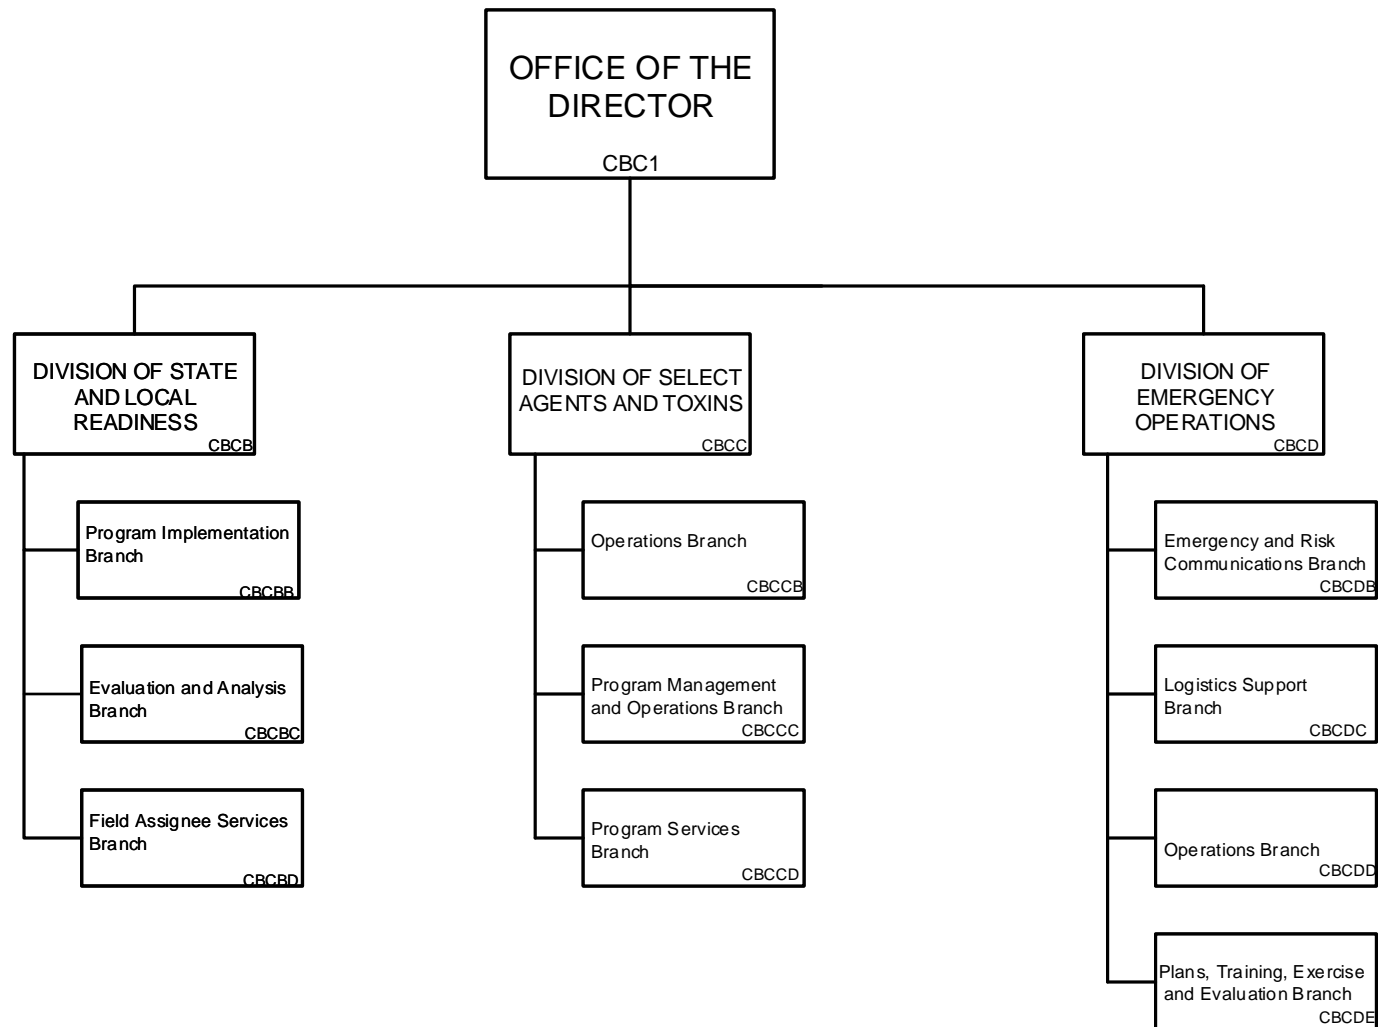 OFFICE OF THE
DIRECTOR
CBC1
DIVISION OF STATE
AND LOCAL
READINESS
CBCB
Program Implementation
Branch
CBCBB
Evaluation and Analysis
Branch
CBCBC
Field Assignee Services
Branch
CBCBD
DIVISION OF SELECT
AGENTS AND TOXINS
CBCC
Operations Branch
CBCCB
Program Management
and Operations Branch
CBCCC
Program Services
Branch
CBCCD
DIVISION OF
EMERGENCY
OPERATIONS
CBCD
Emergency and Risk
Communications Branch
CBCDB
Logistics Support
Branch
CBCDC
Operations Branch
CBCDD
Plans, Training, Exercise
and Evaluation Branch
CBCDE